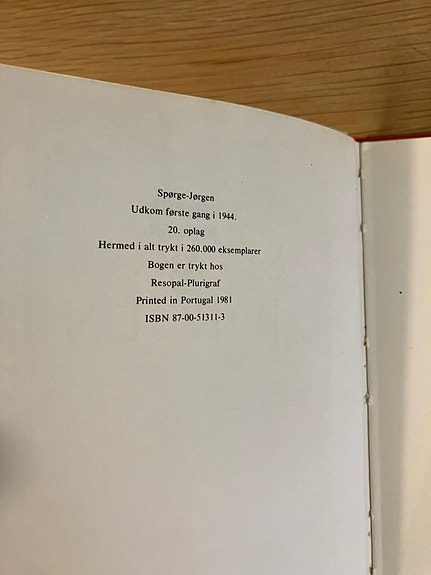 Spørge-Jørgen
Udkom første gang i 1944.
20. oplag
Hermed i alt trykt i 260.000 eksemplarer
Bogen er trykt hos
Resopal-Plurigraf
Printed in Portugal 1981
ISBN 87-00-51311-3